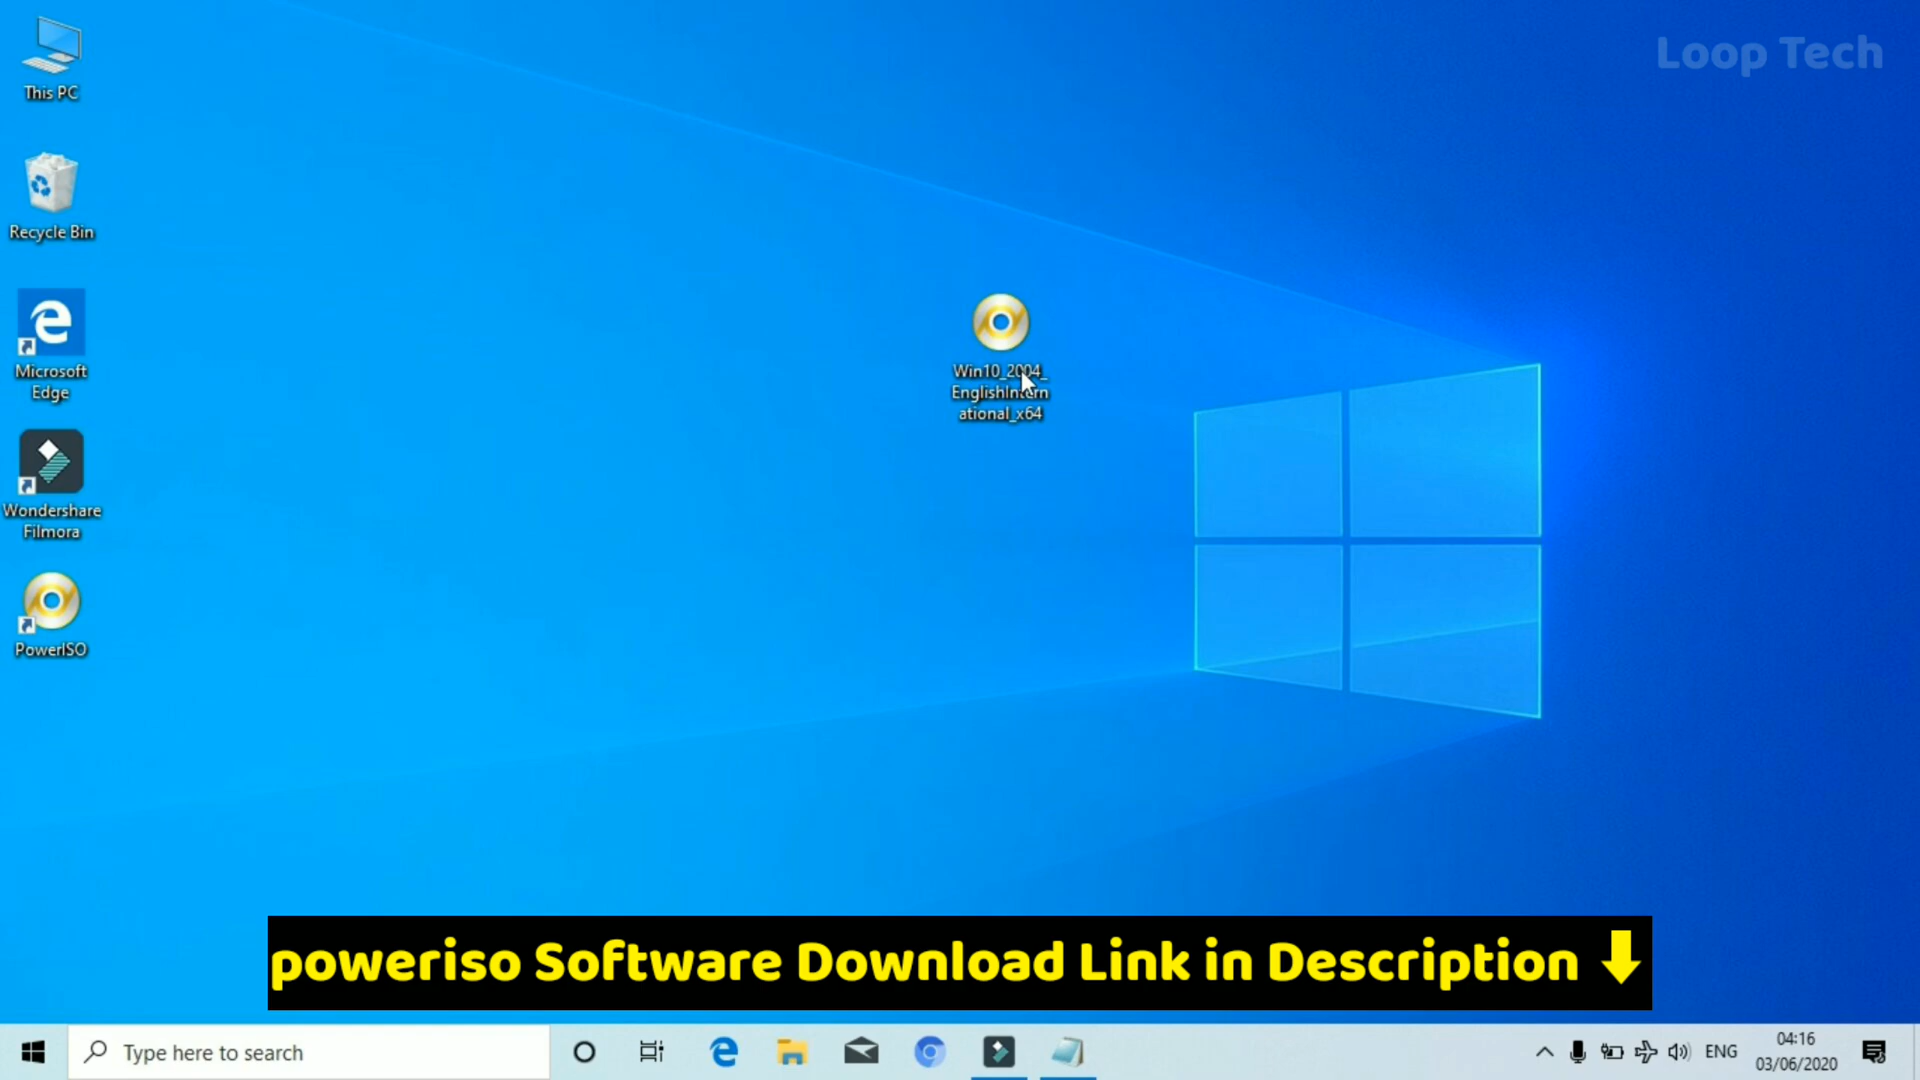 Loop Tech
This PC
Recycle Bin
Microsoft
Edge
Wondershare
Filmora
PowerISO
Win10_2004_
EnglishIntern
ational_x64
poweriso Software Download Link in Description
Type here to search
ENG
04:16
03/06/2020